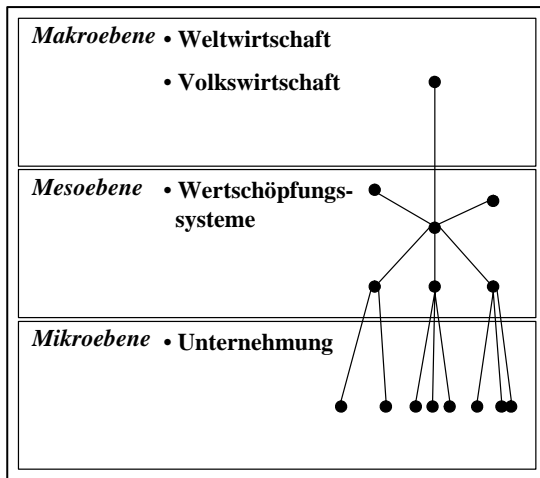 Makroebene • Weltwirtschaft
• Volkswirtschaft
Mesoebene • Wertschöpfungs-
systeme
Mikroebene • Unternehmung